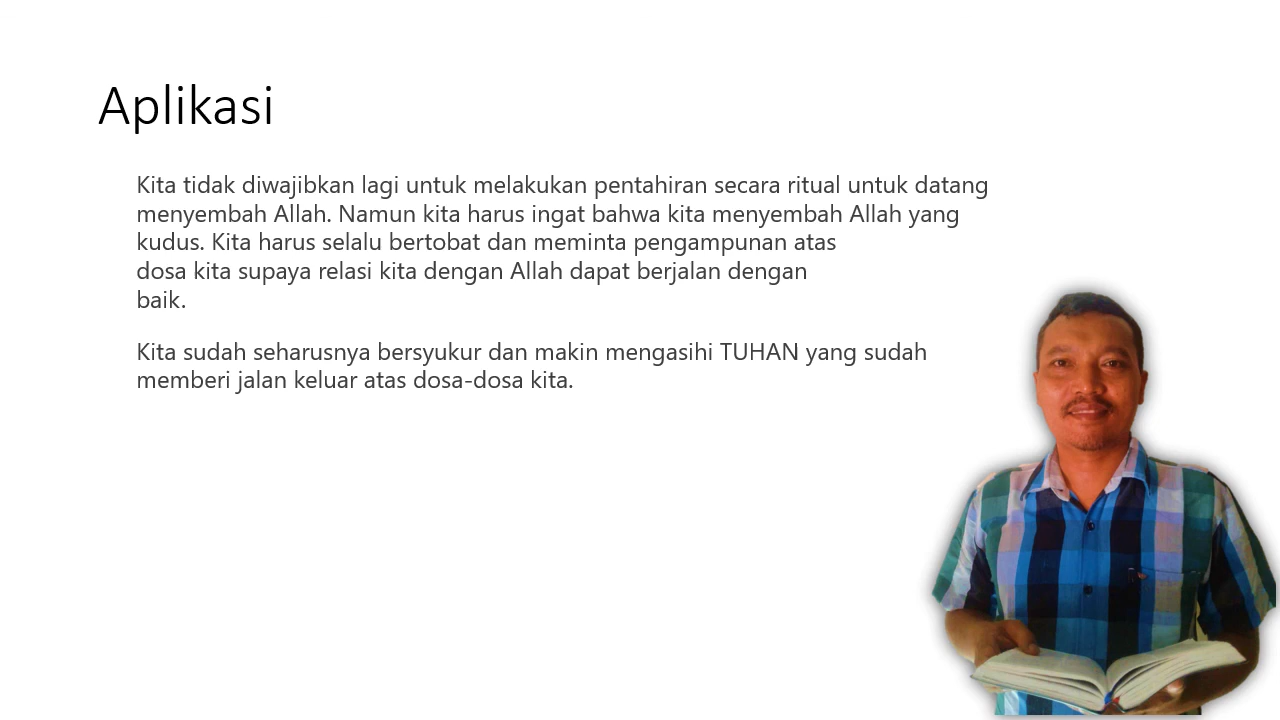 Aplikasi
Kita tidak diwajibkan lagi untuk melakukan pentahiran secara ritual untuk datang
menyembah Allah. Namun kita harus ingat bahwa kita menyembah Allah yang
kudus. Kita harus selalu bertobat dan meminta pengampunan atas
dosa kita supaya relasi kita dengan Allah dapat berjalan dengan
baik.
Kita sudah seharusnya bersyukur dan makin mengasihi TUHAN yang sudah
memberi jalan keluar atas dosa-dosa kita.